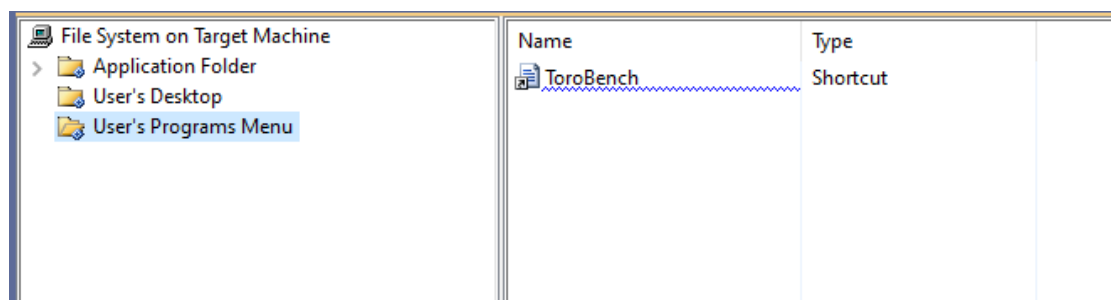 File System on Target Machine
Application Folder
User's Desktop
User's Programs Menu
Name Type
ToroBench Shortcut